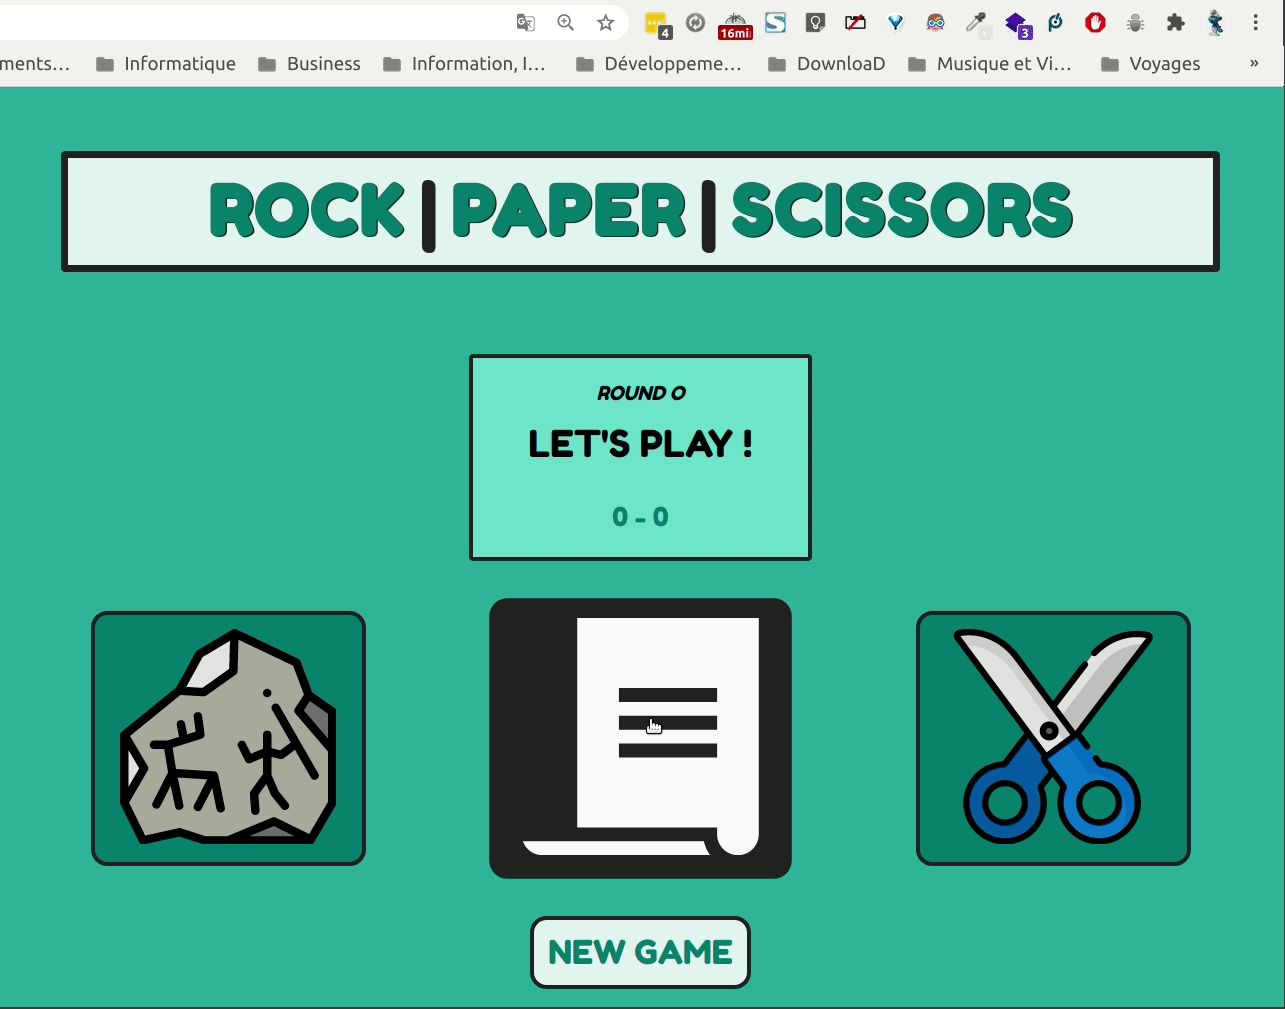 4
16mi
3
ments...
Informatique
Business
Information, I...
Développeme...
DownloaD
Musique et Vi...
Voyages
»
ROCK | PAPER | SCISSORS
ROUND 0
LET'S PLAY !
0 - 0
NEW GAME